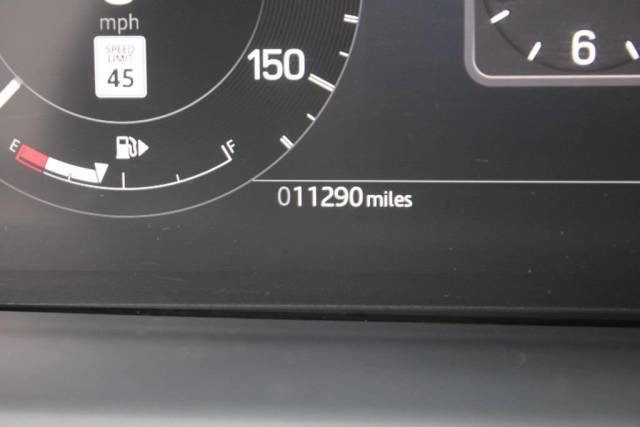 mph
SPEED
LIMIT
45
150
6
E
F
011290 miles